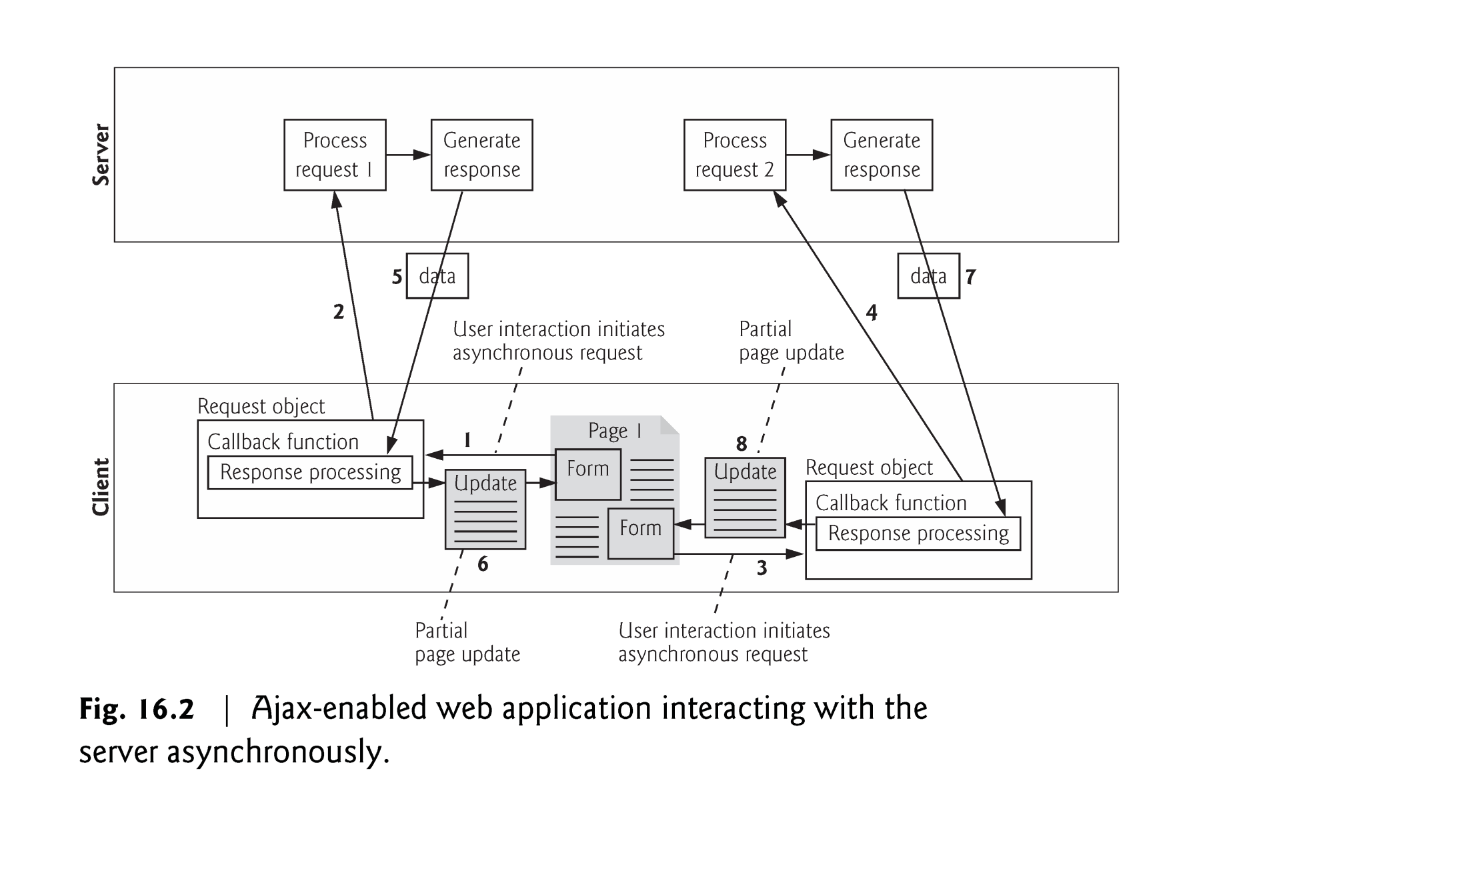 Server
Process
request 1
Generate
response
Process
request 2
Generate
response
5
data
data
7
2
4
User interaction initiates
asynchronous request
Partial
page update
Client
Request object
Callback function
Response processing
1
Update
6
Page 1
Form
Form
8
Update
3
Request object
Callback function
Response processing
Partial
page update
User interaction initiates
asynchronous request
Fig. 16.2 | Ajax-enabled web application interacting with the
server asynchronously.